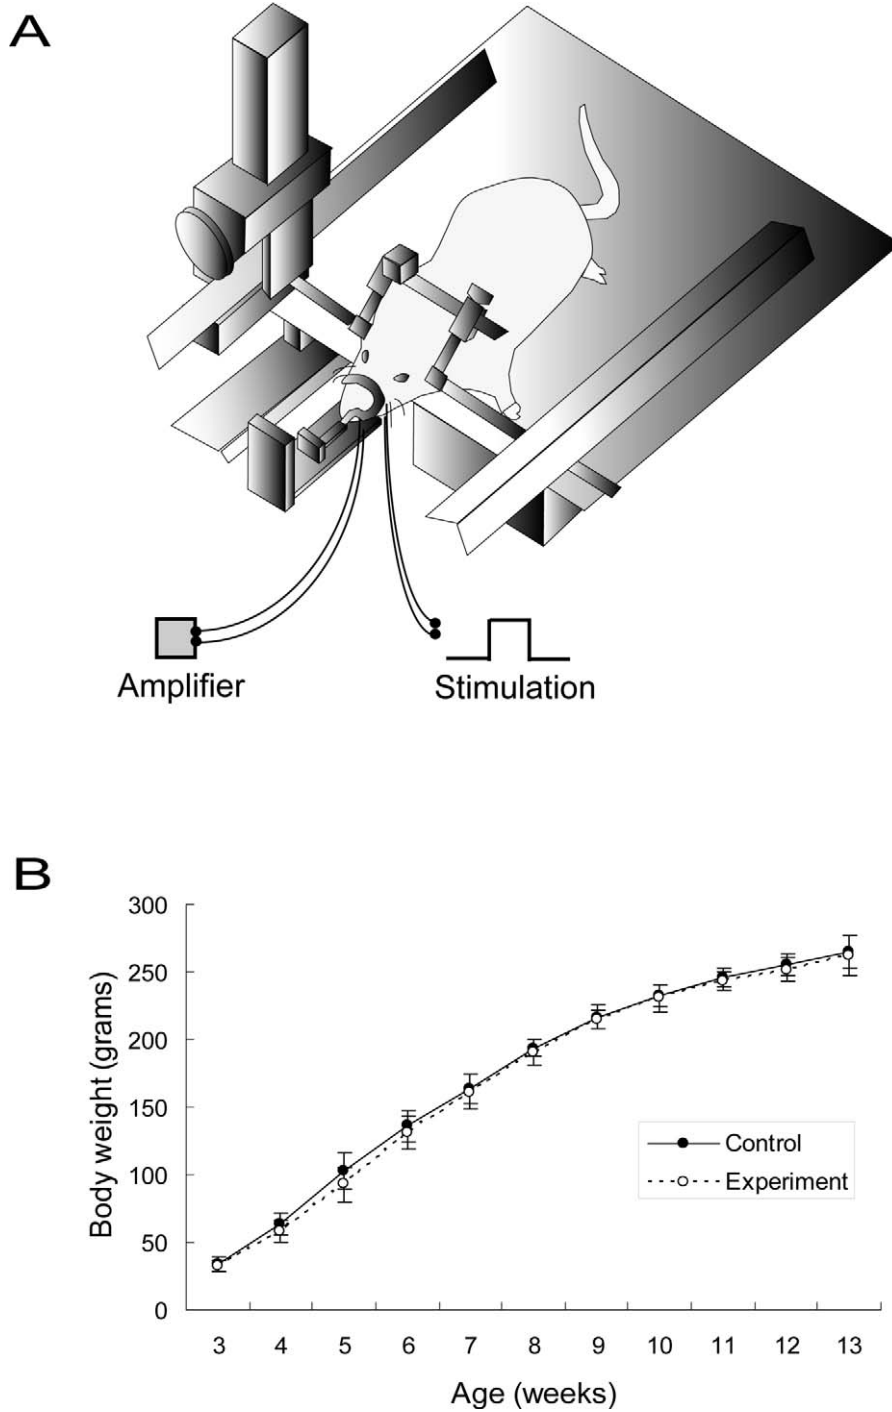 A
Amplifier
Stimulation
B
Body weight (grams)
300
250
200
150
100
50
0
Control
Experiment
3 4 5 6 7 8 9 10 11 12 13
Age (weeks)